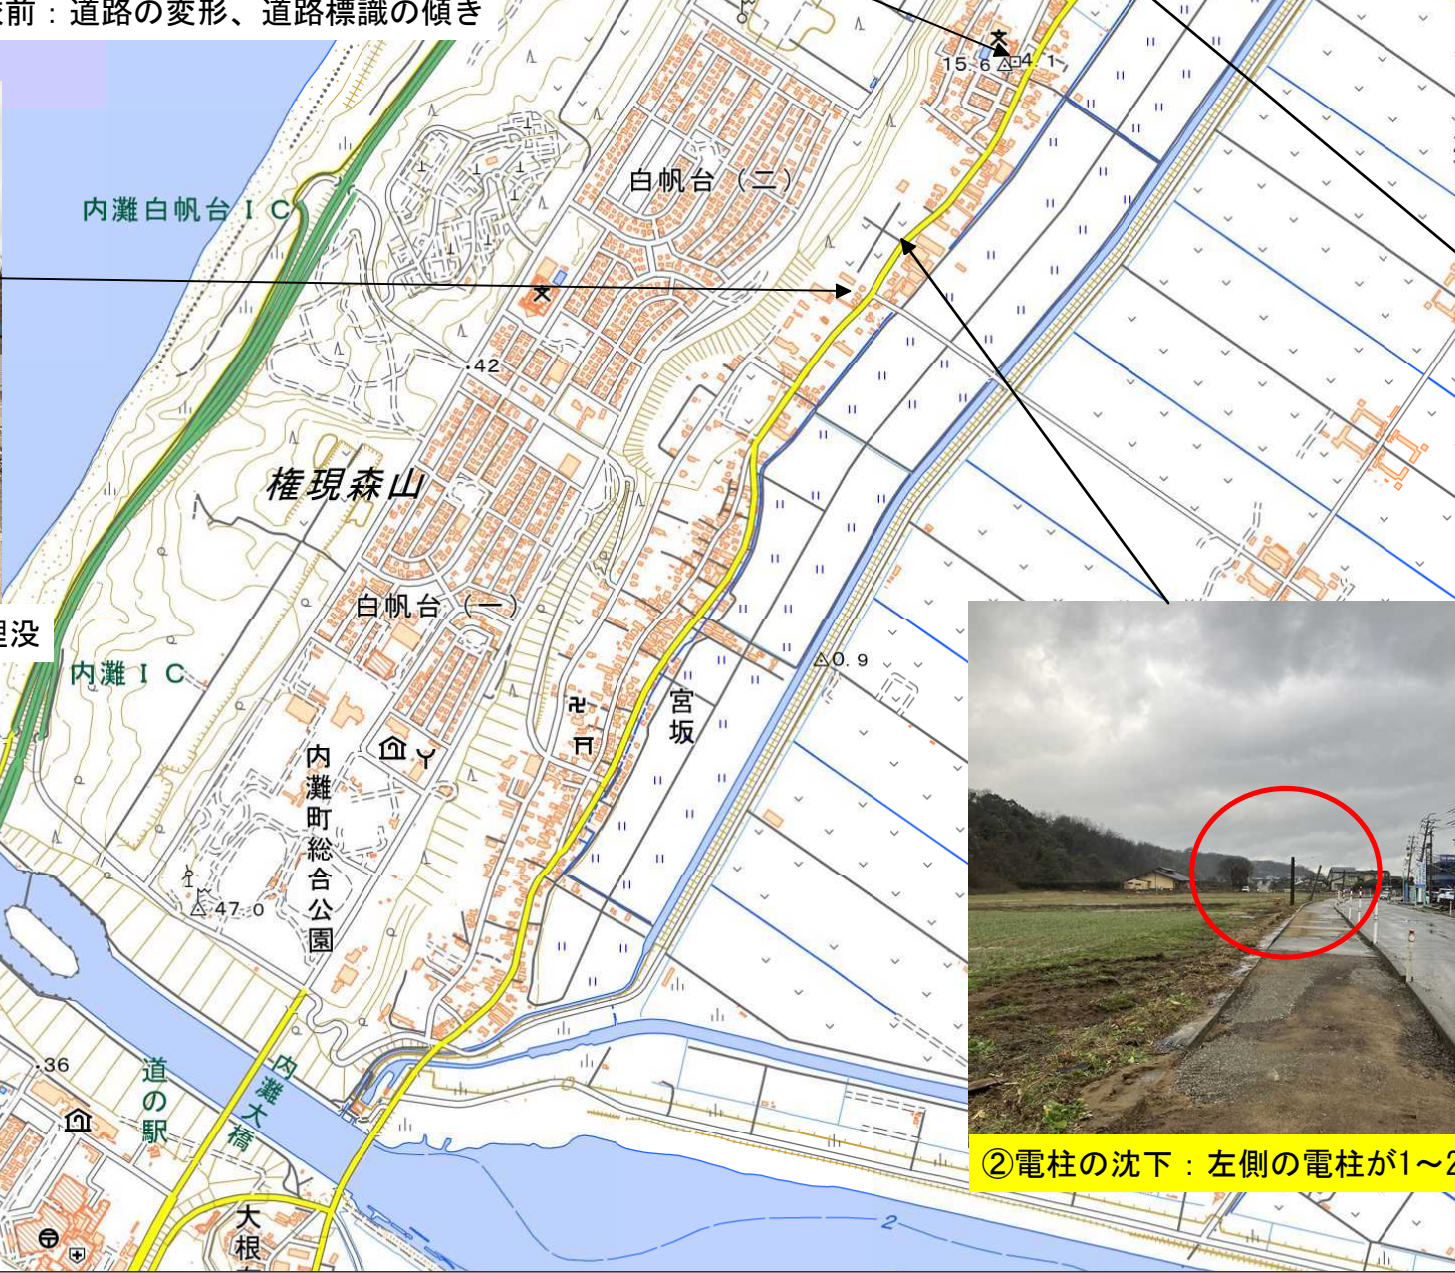 前：道路の変形、道路標識の傾き
15.6
4.1
白帆台（二）
内灘白帆台ＩＣ
42
権現森山
白帆台（一）
没
0.9
内灘ＩＣ
宮坂
内灘町総合公園
47.0
36
道の駅
内灘大橋
②電柱の沈下：左側の電柱が1～2
大根
2